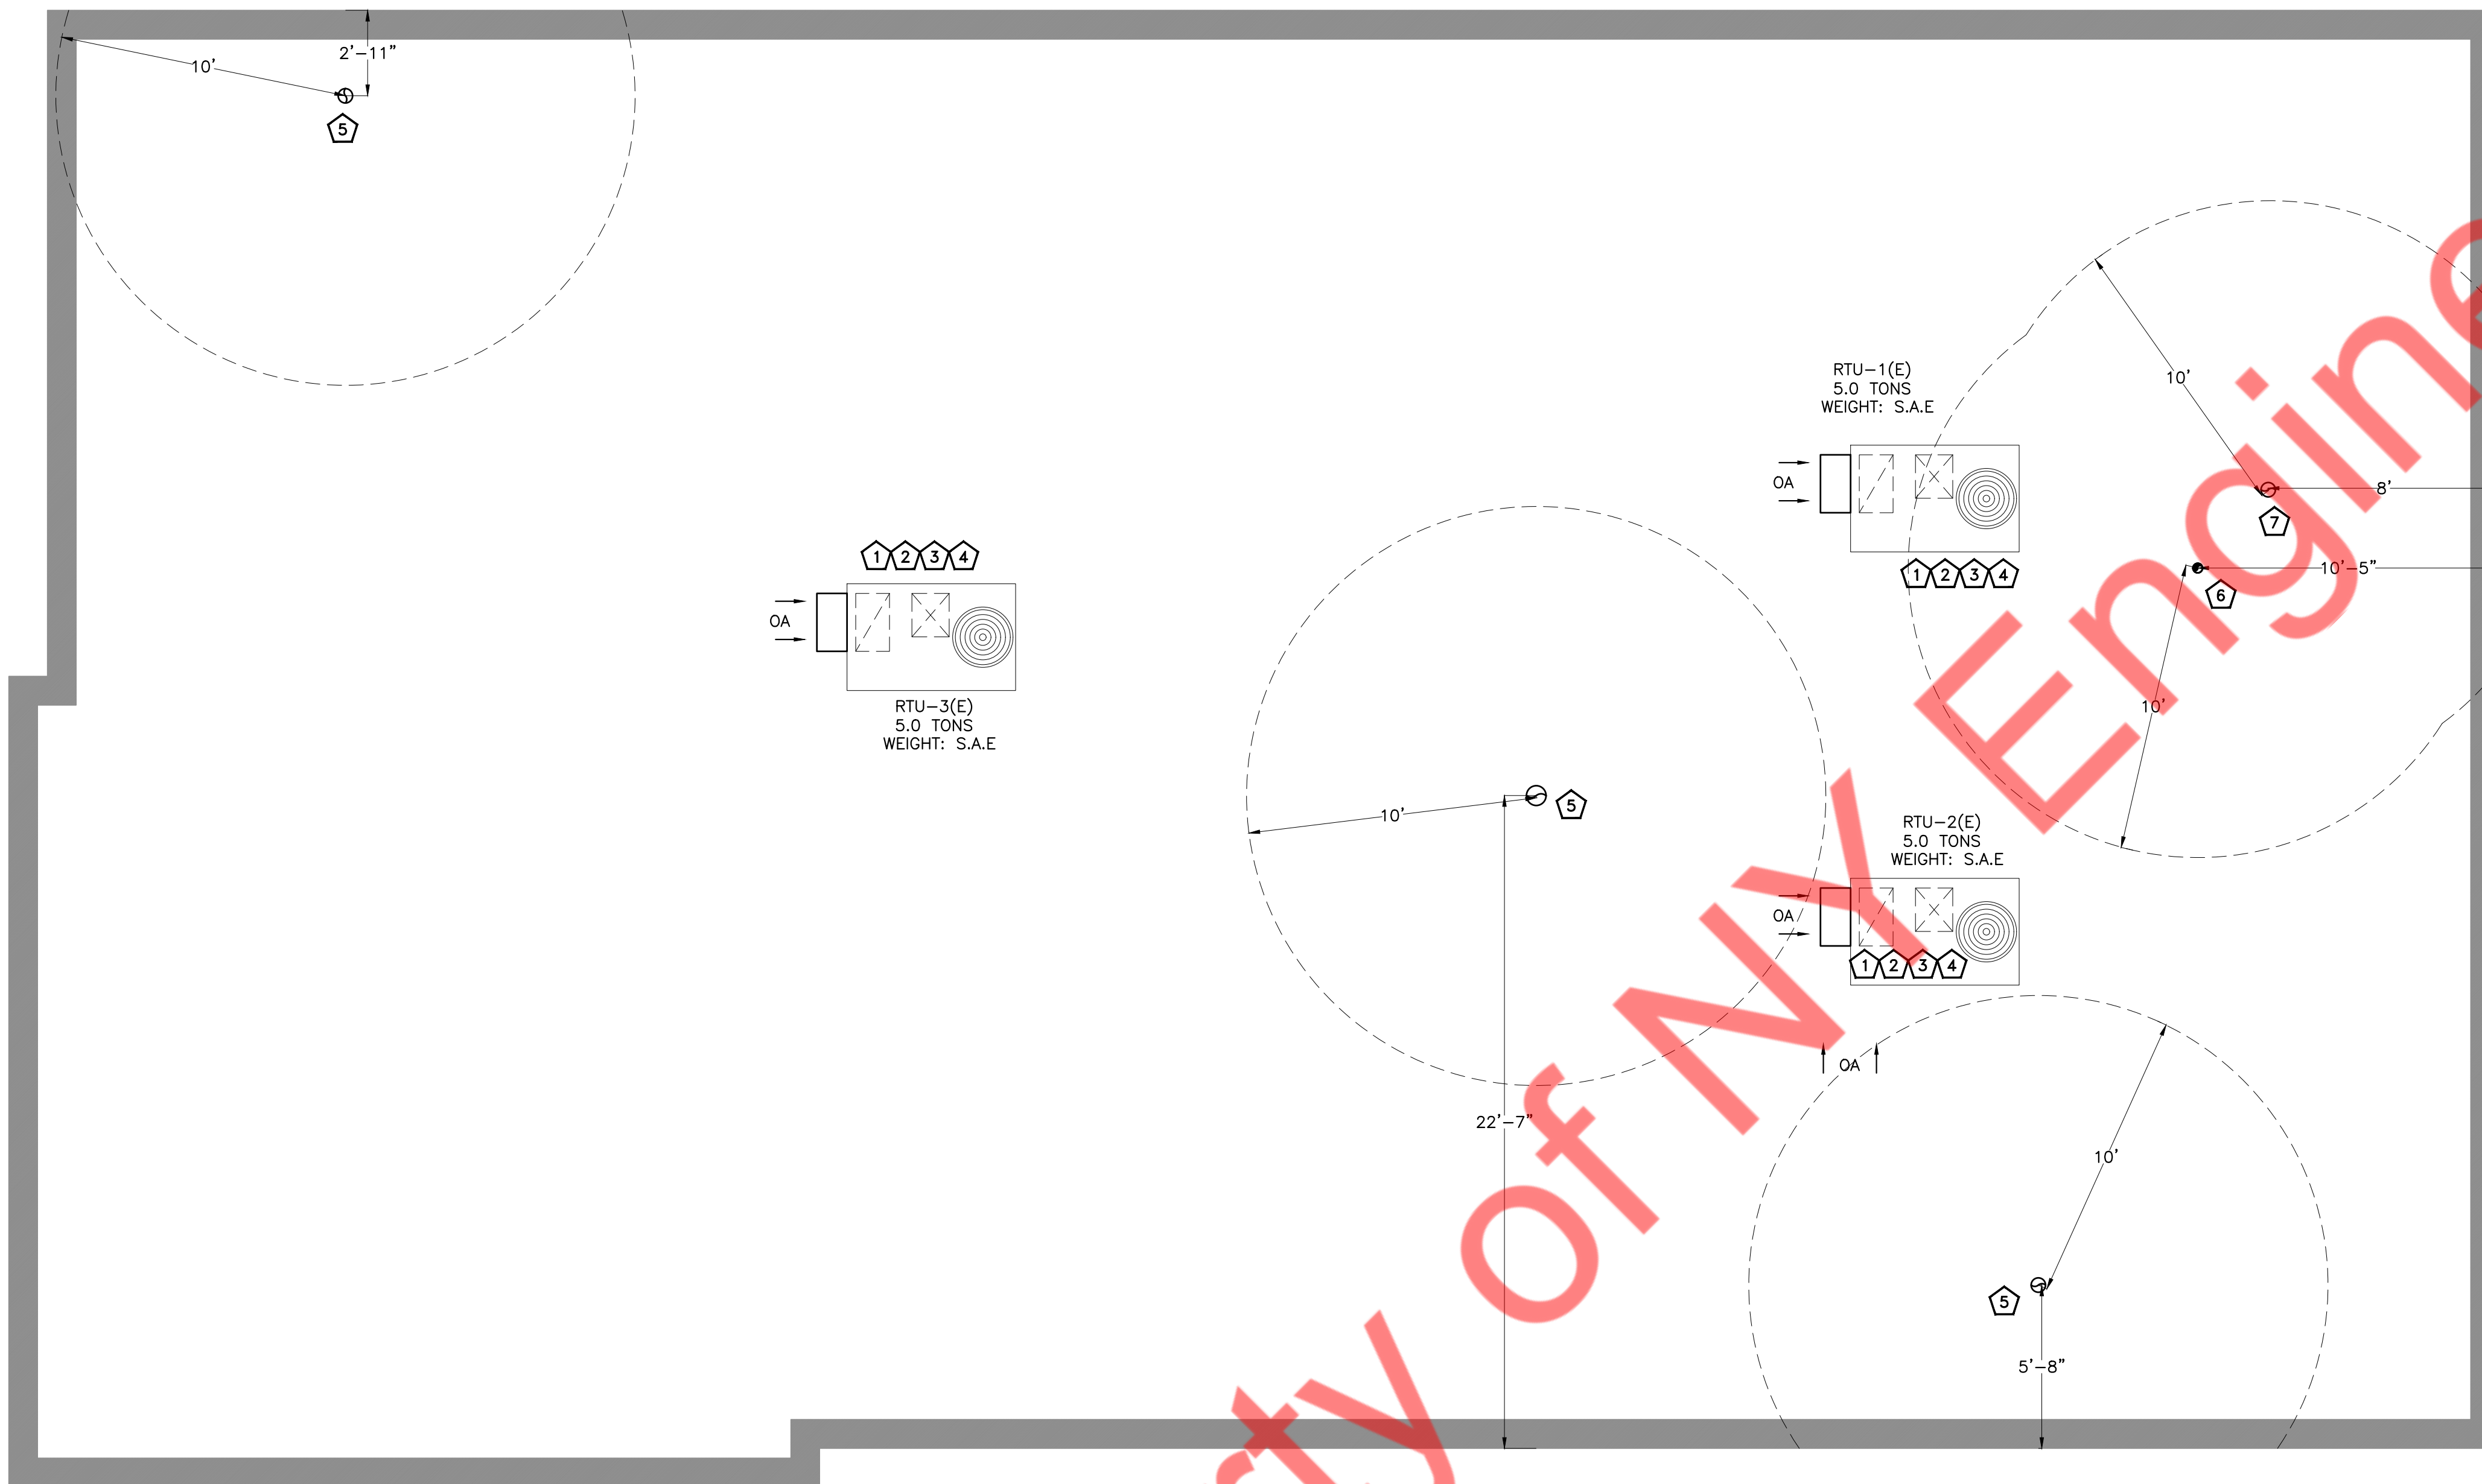 2'-11"
10'
5
RTU-1(E)
5.0 TONS
WEIGHT: S.A.E
10'
OA
8'
7
1 2 3 4
10'-5"
6
1 2 3 4
OA
RTU-3(E)
5.0 TONS
WEIGHT: S.A.E
10'
10'
5
RTU-2(E)
5.0 TONS
WEIGHT: S.A.E
OA
1 2 3 4
OA
22'-7"
10'
5
5'-8"
rty of NY Engine